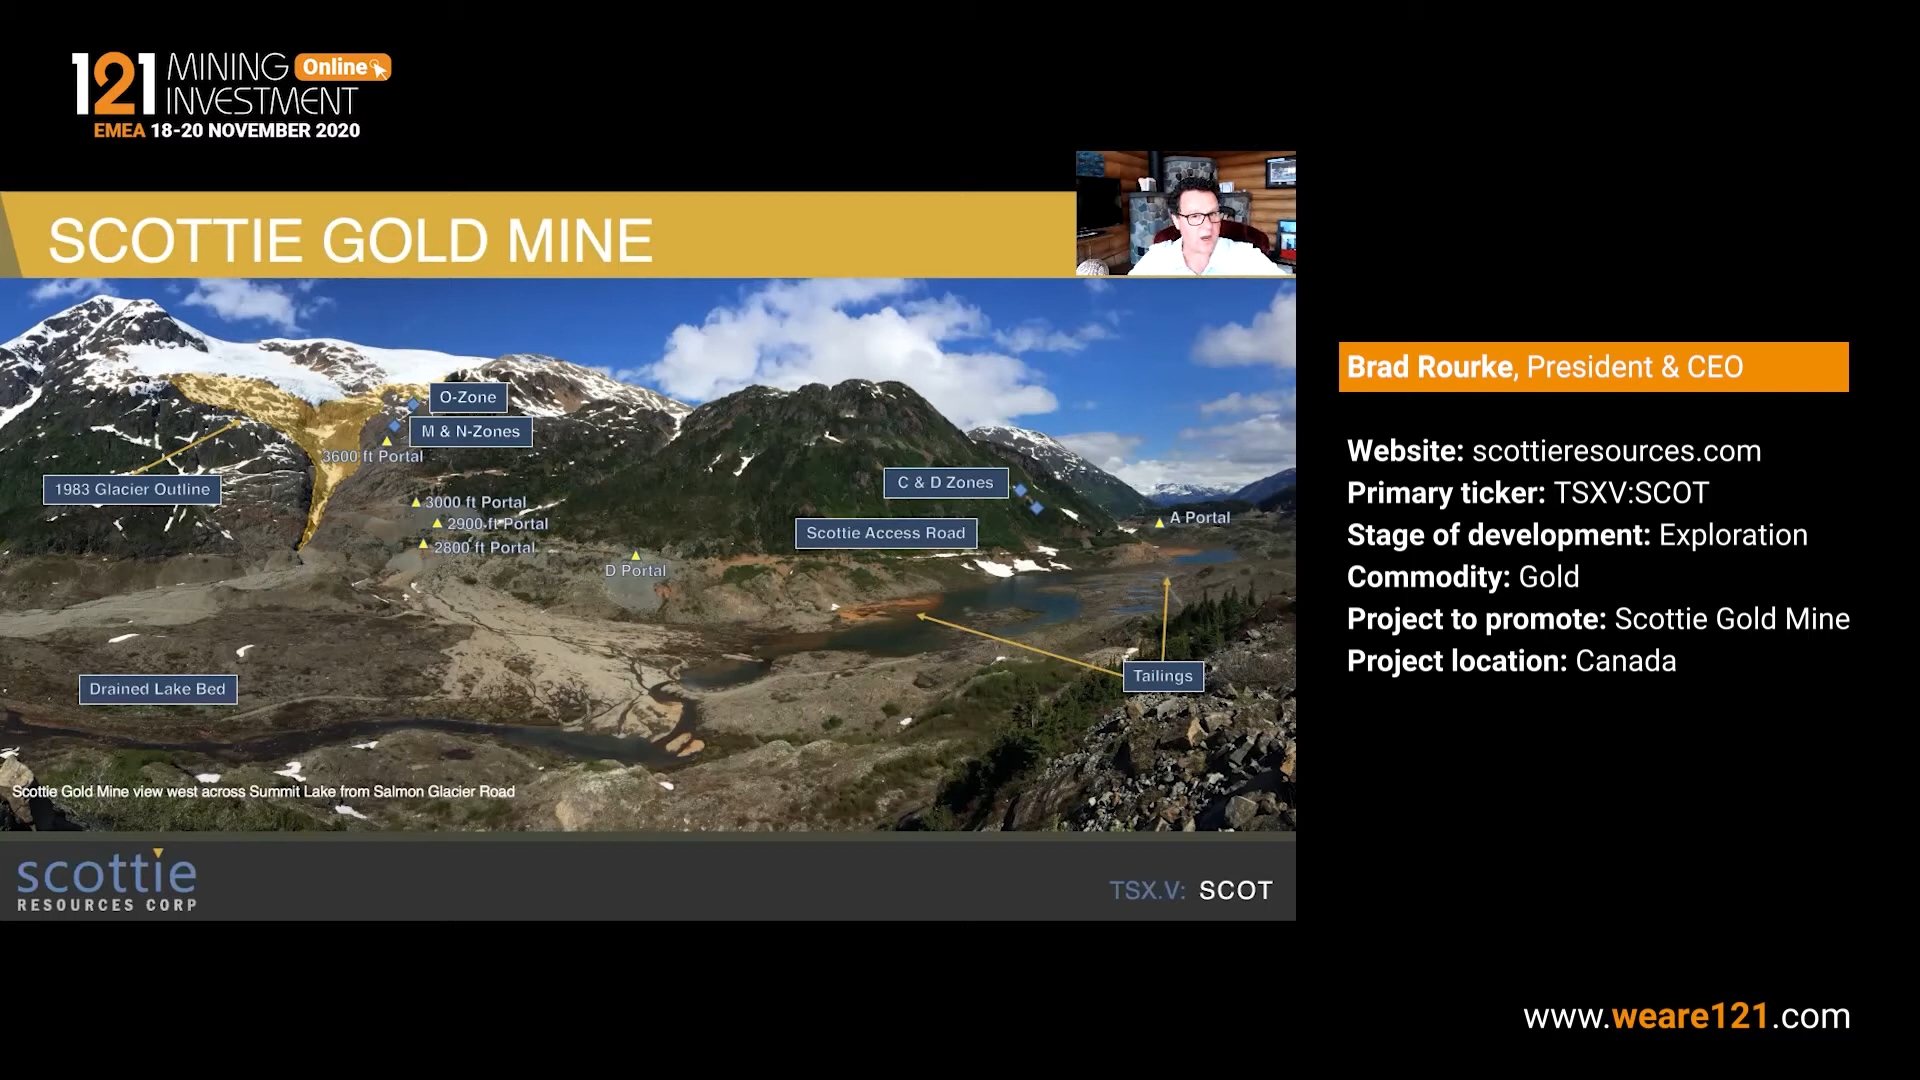 121 MINING Online
INVESTMENT
EMEA 18-20 NOVEMBER 2020
SCOTTIE GOLD MINE
O-Zone
M & N-Zones
3600 ft Portal
1983 Glacier Outline
3000 ft Portal
2900 ft Portal
2800 ft Portal
D Portal
C & D Zones
Scottie Access Road
A Portal
Tailings
Drained Lake Bed
Scottie Gold Mine view west across Summit Lake from Salmon Glacier Road
scottie
RESOURCES CORP
TSX.V: SCOT
Brad Rourke, President & CEO
Website: scottieresources.com
Primary ticker: TSXV:SCOT
Stage of development: Exploration
Commodity: Gold
Project to promote: Scottie Gold Mine
Project location: Canada
www.weare121.com